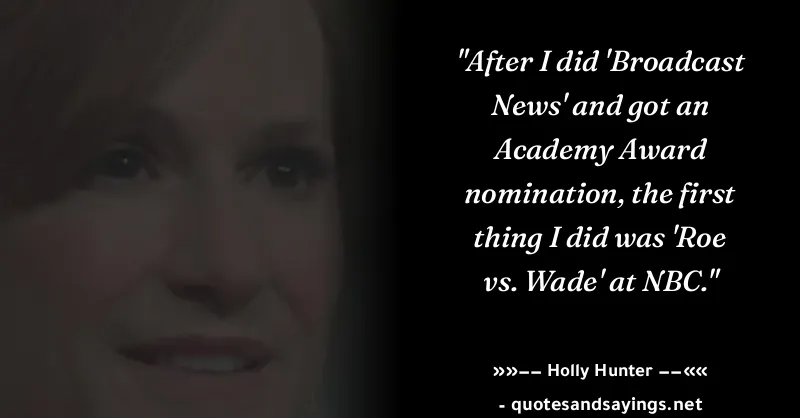 "After I did 'Broadcast
News' and got an
Academy Award
nomination, the first
thing I did was 'Roe
vs. Wade' at NBC."
»»–– Holly Hunter ––««
- quotesandsayings.net